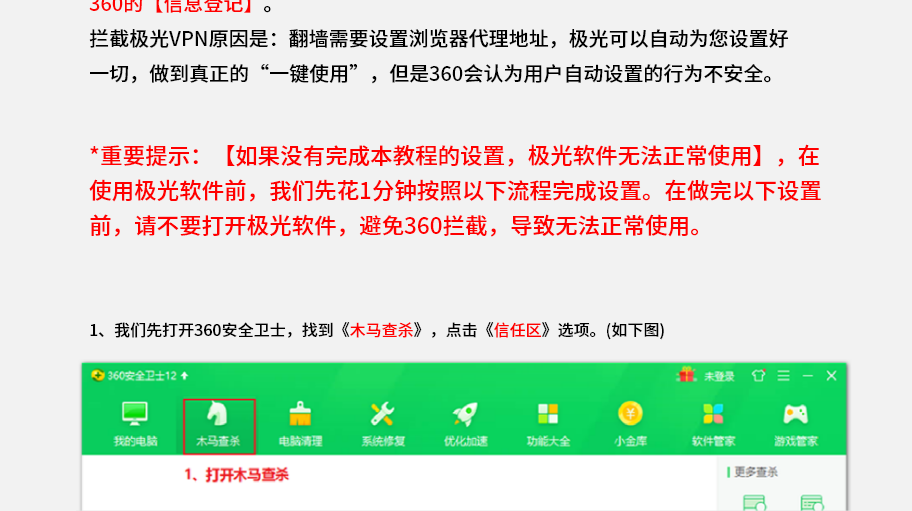 360的【信息登记】。
拦截极光VPN原因是：翻墙需要设置浏览器代理地址，极光可以自动为您设置好
一切，做到真正的“一键使用”，但是360会认为用户自动设置的行为不安全。
*重要提示：【如果没有完成本教程的设置，极光软件无法正常使用】，在
使用极光软件前，我们先花1分钟按照以下流程完成设置。在做完以下设置
前，请不要打开极光软件，避免360拦截，导致无法正常使用。
1、我们先打开360安全卫士，找到《木马查杀》，点击《信任区》选项。(如下图)
360安全卫士12 未登录
我的电脑 木马查杀 电脑清理 系统修复 优化加速 功能大全 小金库 软件管家 游戏管家
1、打开木马查杀
更多查杀